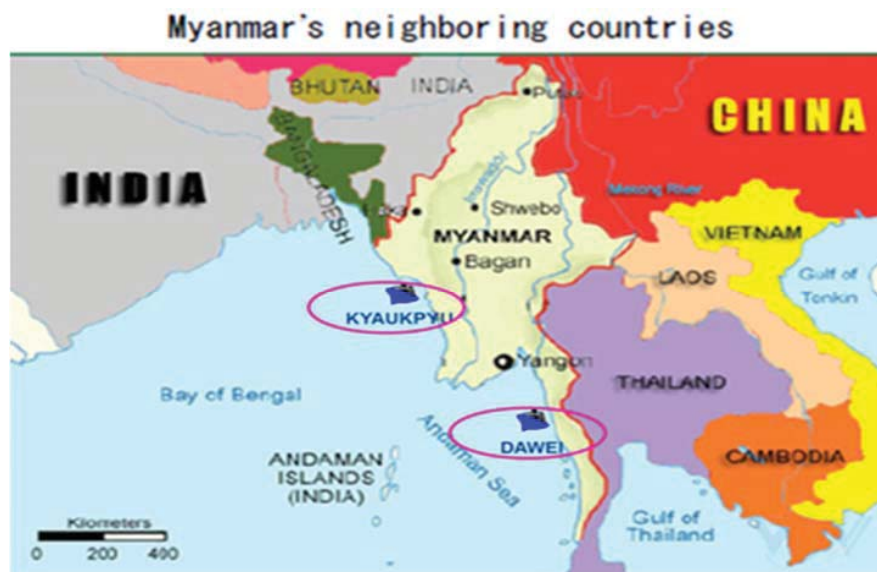 Myanmar's neighboring countries
BHUTAN
INDIA
CHINA
BANGLADESH
INDIA
Mekong River
Shwebo
MYANMAR
VIETNAM
Bagan
LAOS
Gulf of
Tonkin
KYAUKPYU
Yangon
THAILAND
Bay of Bengal
DAWEI
Andaman Sea
CAMBODIA
ANDAMAN
ISLANDS
(INDIA)
Gulf of
Thailand
Kilometers
0 200 400